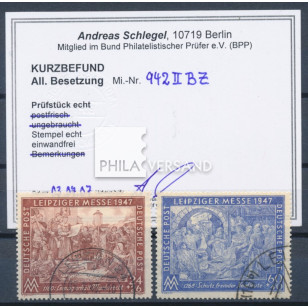 Andreas Schlegel, 10719 Berlin
Mitglied im Bund Philatelistischer Prüfer e.V. (BPP)
KURZBEFUND
All. Besetzung Mi.-Nr. 942 II BZ
Prüfstück echt
postfrisch
ungebraucht
Stempel echt
einwandfrei
Bemerkungen
PHILA VERSAND
LEIPZIGER MESSE 1947
DEUTSCHE POST
LEIPZIGER MESSE 1947
DEUTSCHE POST